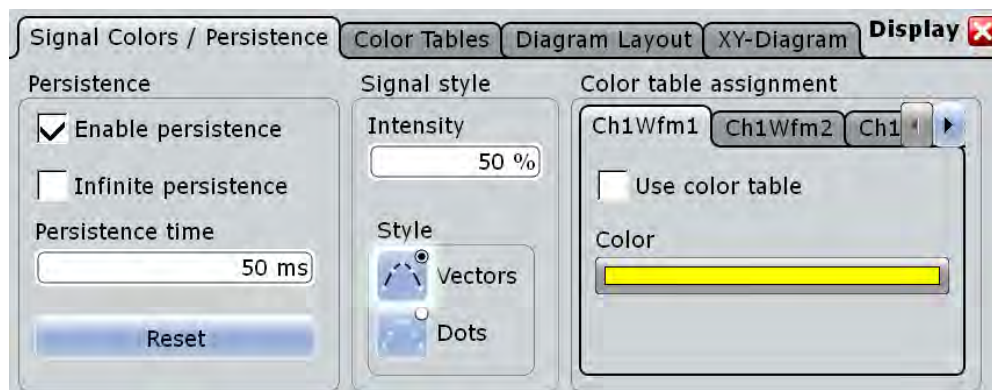 Signal Colors / Persistence
Color Tables
Diagram Layout
XY-Diagram
Display
Persistence
Enable persistence
Infinite persistence
Persistence time
50 ms
Reset
Signal style
Intensity
50 %
Style
Vectors
Dots
Color table assignment
Ch1Wfm1
Ch1Wfm2
Ch1
Use color table
Color